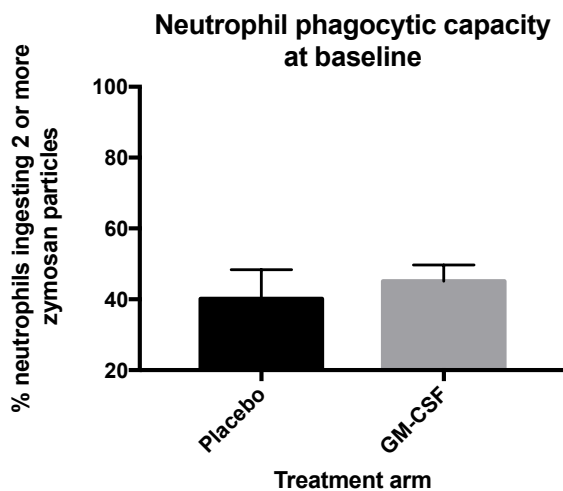 Neutrophil phagocytic capacity
at baseline
% neutrophils ingesting 2 or more
zymosan particles
100
80
60
40
20
Placebo
GM-CSF
Treatment arm